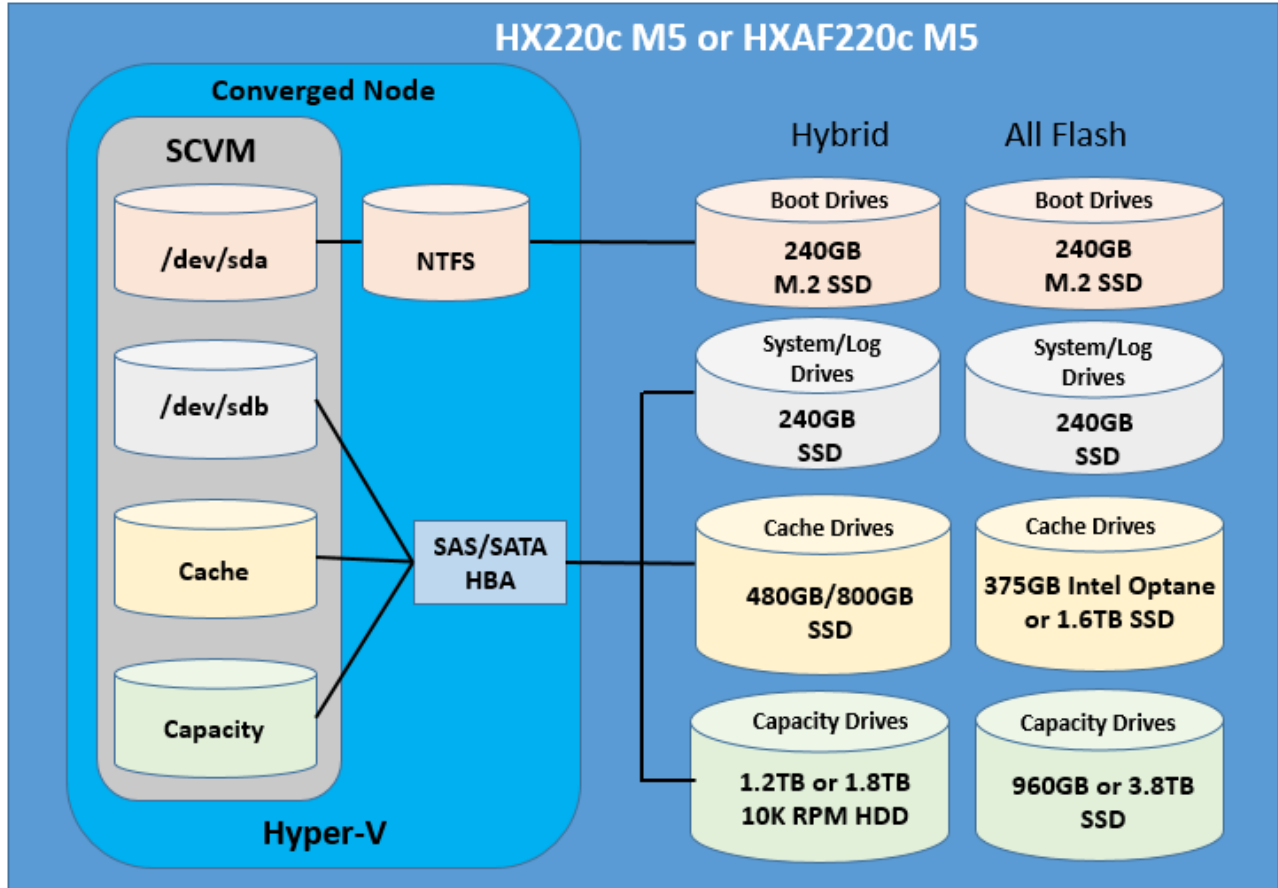 HX220c M5 or HXAF220c M5
Converged Node
SCVM
/dev/sda
NTFS
/dev/sdb
Cache
SAS/SATA
HBA
Capacity
Hyper-V
Hybrid
All Flash
Boot Drives
240GB
M.2 SSD
Boot Drives
240GB
M.2 SSD
System/Log
Drives
240GB
SSD
System/Log
Drives
240GB
SSD
Cache Drives
480GB/800GB
SSD
Cache Drives
375GB Intel Optane
or 1.6TB SSD
Capacity Drives
1.2TB or 1.8TB
10K RPM HDD
Capacity Drives
960GB or 3.8TB
SSD